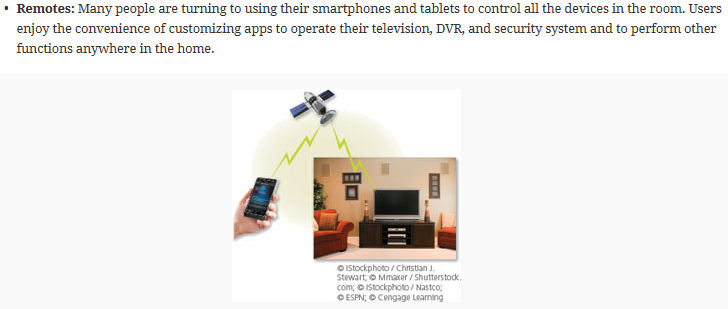 • Remotes: Many people are turning to using their smartphones and tablets to control all the devices in the room. Users
enjoy the convenience of customizing apps to operate their television, DVR, and security system and to perform other
functions anywhere in the home.
© iStockphoto / Christian J.
Stewart; © Mmaxer / Shutterstock.
com; © iStockphoto / Nastco;
© ESPN; © Cengage Learning